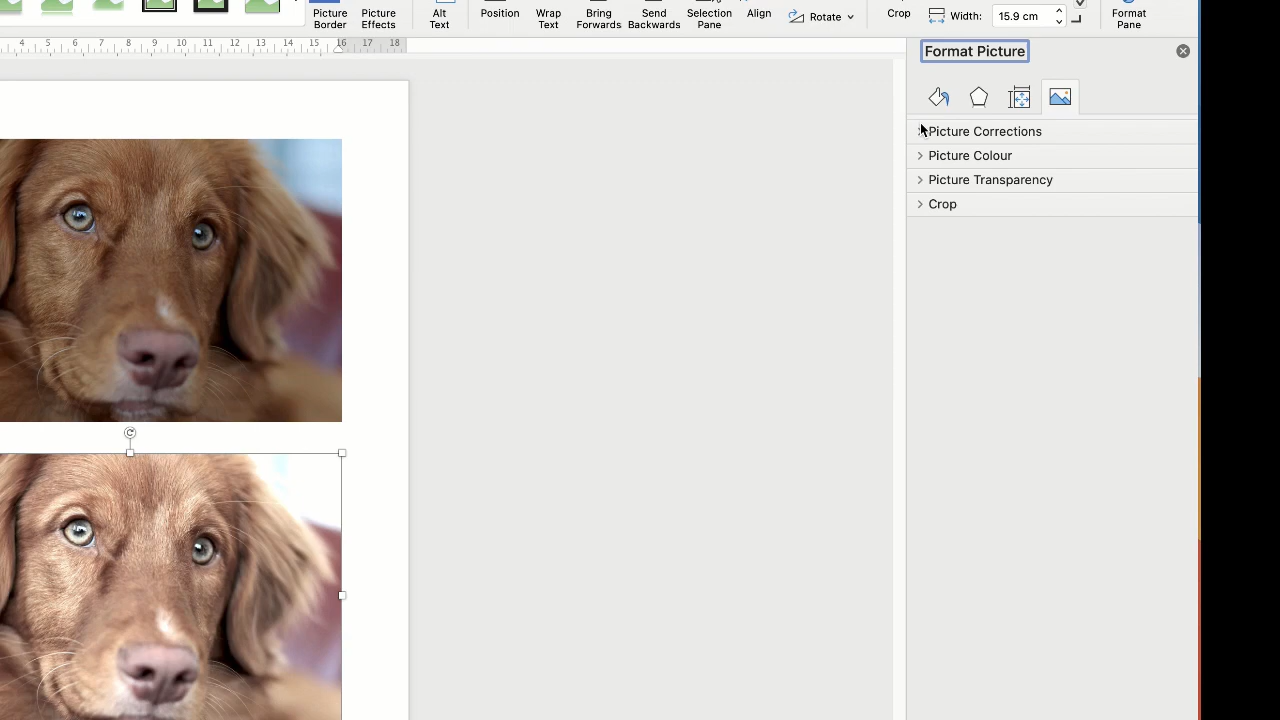 Picture
Border
Picture
Effects
Alt
Text
Position
Wrap
Text
Bring
Forwards
Send
Backwards
Selection
Pane
Align
Rotate
Crop
Width: 15.9 cm
Format
Pane
4 5 6 7 8 9 10 11 12 13 14 15 16 17 18
Format Picture
Picture Corrections
Picture Colour
Picture Transparency
Crop